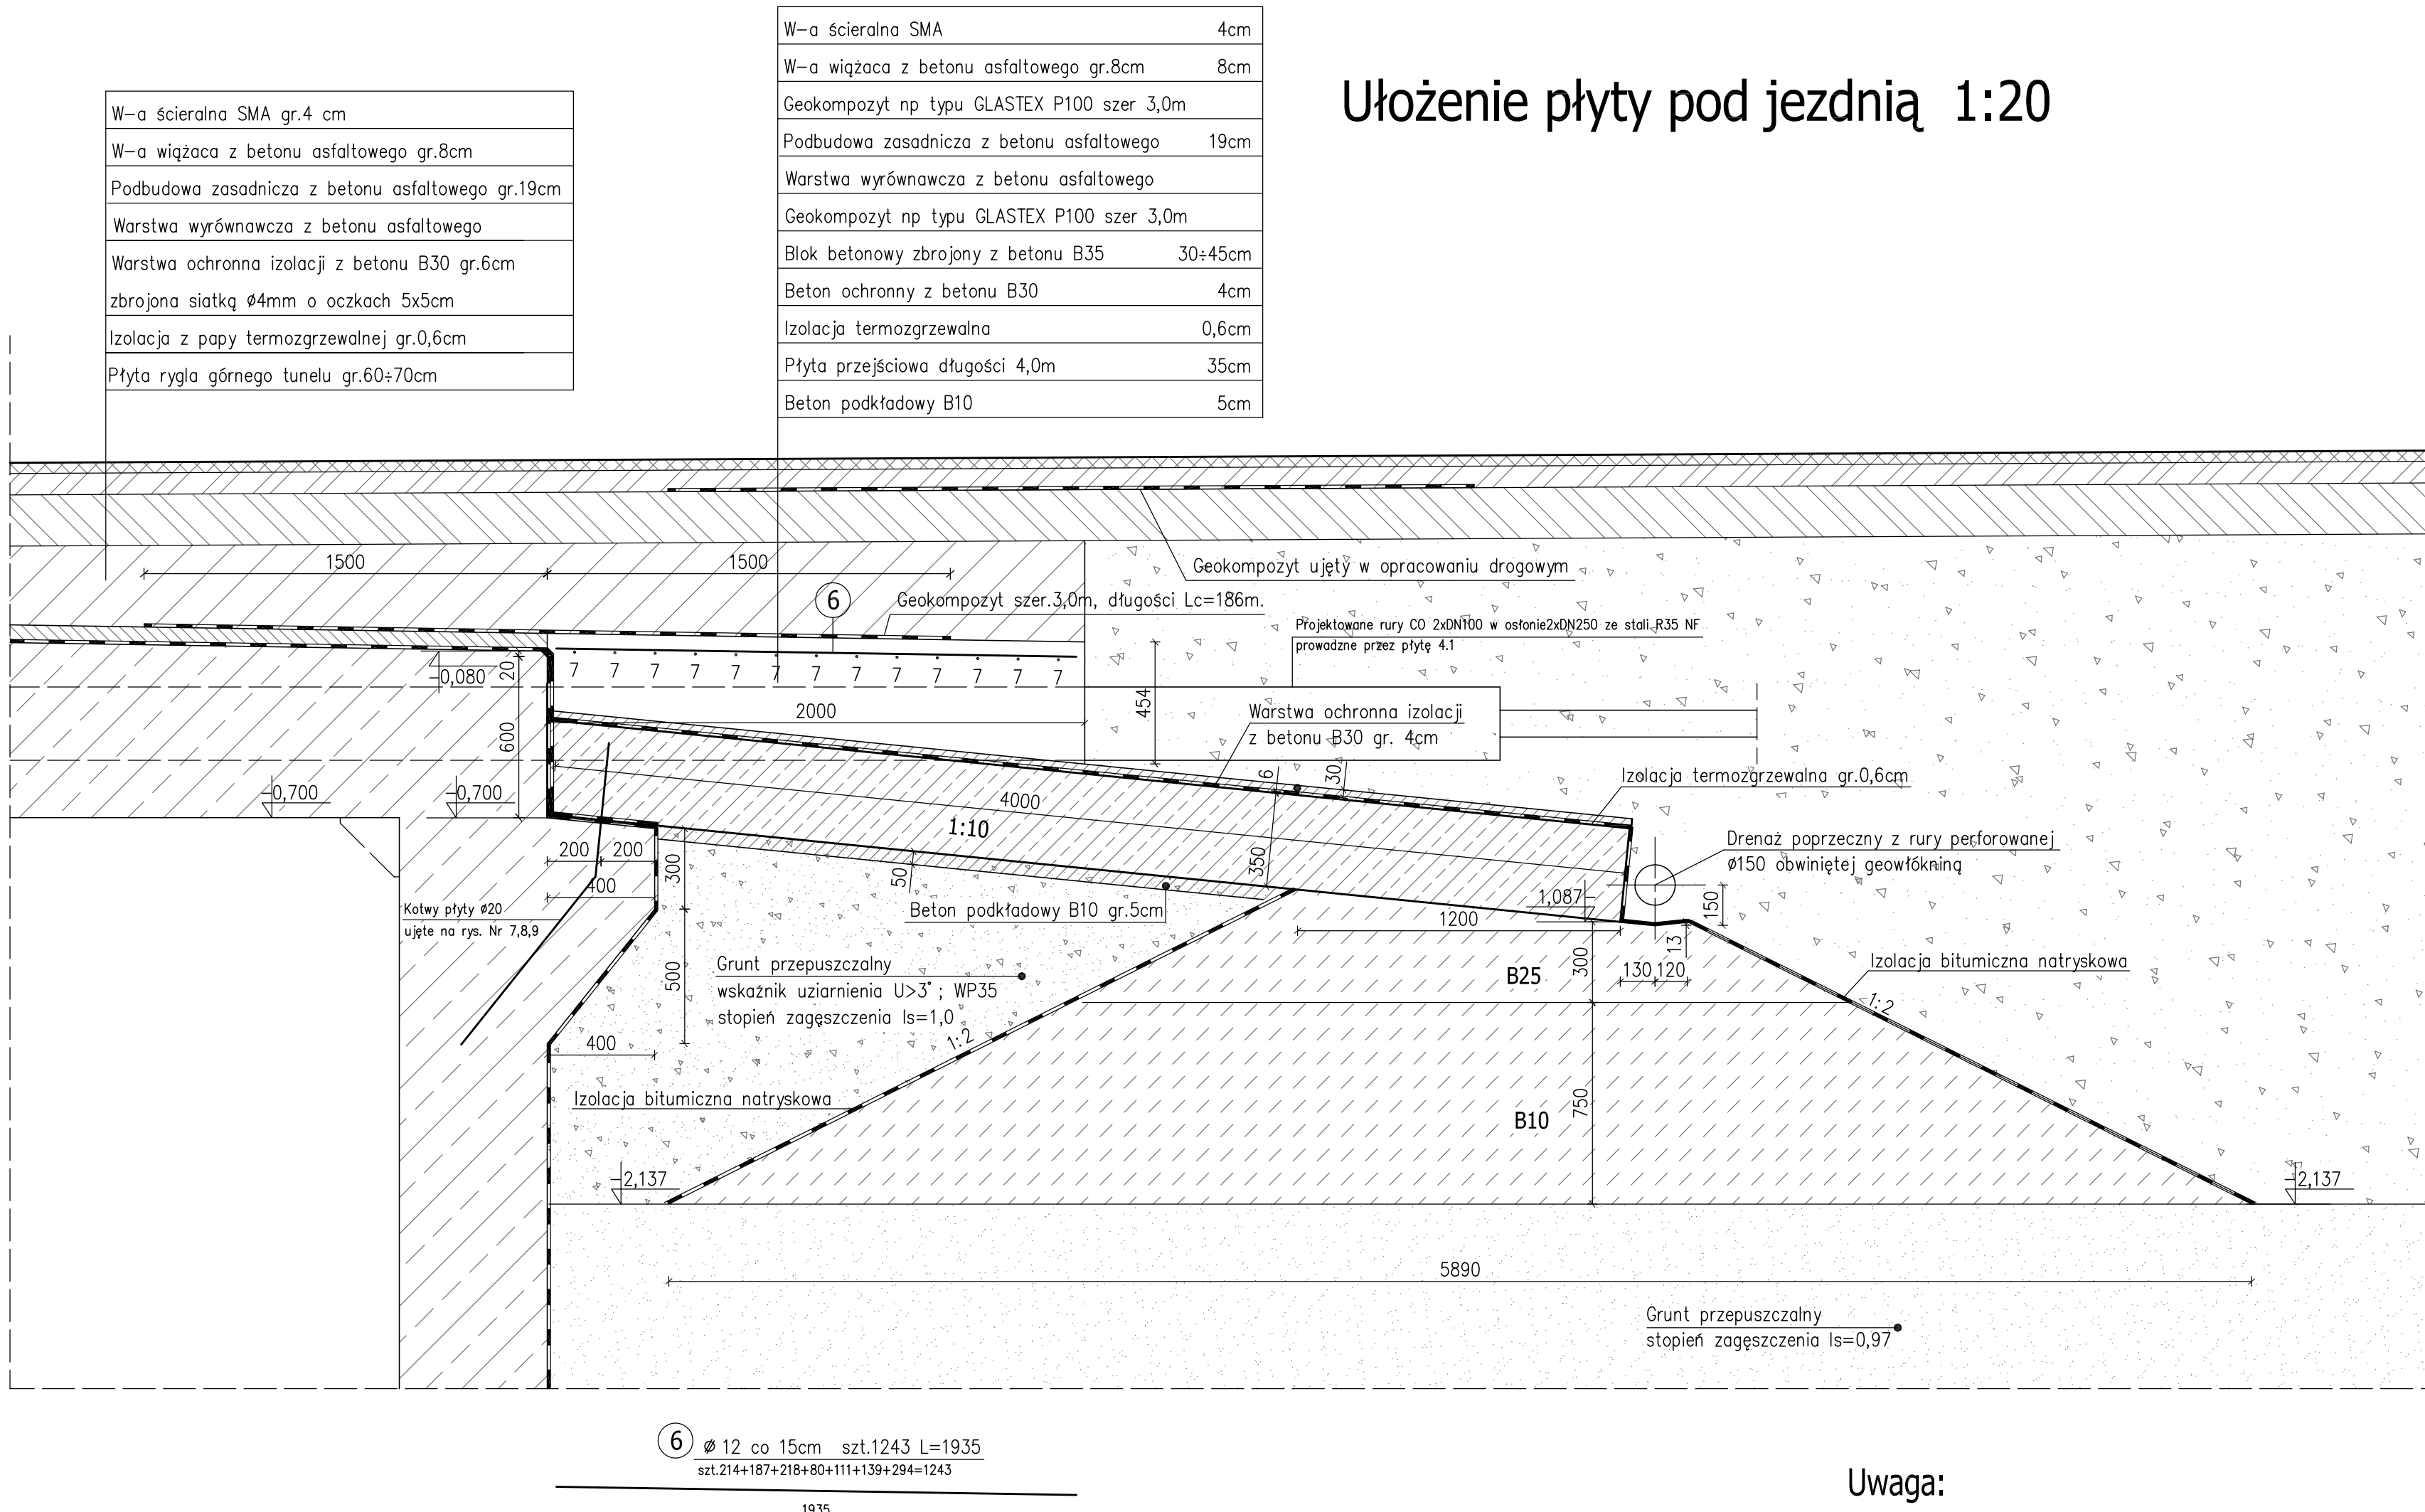 W-a ścieralna SMA 4cm
W-a wiążaca z betonu asfaltowego gr.8cm 8cm
Geokompozyt np typu GLASTEX P100 szer 3,0m
Podbudowa zasadnicza z betonu asfaltowego 19cm
Warstwa wyrównawcza z betonu asfaltowego
Geokompozyt np typu GLASTEX P100 szer 3,0m
Blok betonowy zbrojony z betonu B35 30÷45cm
Beton ochronny z betonu B30 4cm
Izolacja termozgrzewalna 0,6cm
Płyta przejściowa długości 4,0m 35cm
Beton podkładowy B10 5cm
Ułożenie płyty pod jezdnią 1:20
W-a ścieralna SMA gr.4 cm
W-a wiążaca z betonu asfaltowego gr.8cm
Podbudowa zasadnicza z betonu asfaltowego gr.19cm
Warstwa wyrównawcza z betonu asfaltowego
Warstwa ochronna izolacji z betonu B30 gr.6cm
zbrojona siatką ø4mm o oczkach 5x5cm
Izolacja z papy termozgrzewalnej gr.0,6cm
Płyta rygla górnego tunelu gr.60÷70cm
1500
1500
Geokompozyt ujęty w opracowaniu drogowym
6
Geokompozyt szer.3,0m, długości Lc=186m.
Projektowane rury CO 2xDN100 w osłonie2xDN250 ze stali R35 NF
prowadzne przez płytę 4.1
-0,080
20
7 7 7 7 7 7 7 7 7 7 7 7 7
454
2000
600
Warstwa ochronna izolacji
z betonu B30 gr. 4cm
6
30
Izolacja termozgrzewalna gr.0,6cm
-0,700
-0,700
4000
1:10
Drenaż poprzeczny z rury perforowanej
ø150 obwiniętej geowłókniną
200
200
300
400
50
350
Kotwy płyty ø20
ujęte na rys. Nr 7,8,9
Beton podkładowy B10 gr.5cm
1,087
1200
150
13
Grunt przepuszczalny
wskaźnik uziarnienia U>3°; WP35
stopień zagęszczenia Is=1,0
500
B25
300
130
120
Izolacja bitumiczna natryskowa
1:2
1:2
400
Izolacja bitumiczna natryskowa
B10
750
-2,137
-2,137
5890
Grunt przepuszczalny
stopień zagęszczenia Is=0,97
6
ø 12 co 15cm szt.1243 L=1935
szt.214+187+218+80+111+139+294=1243
1935
Uwaga: